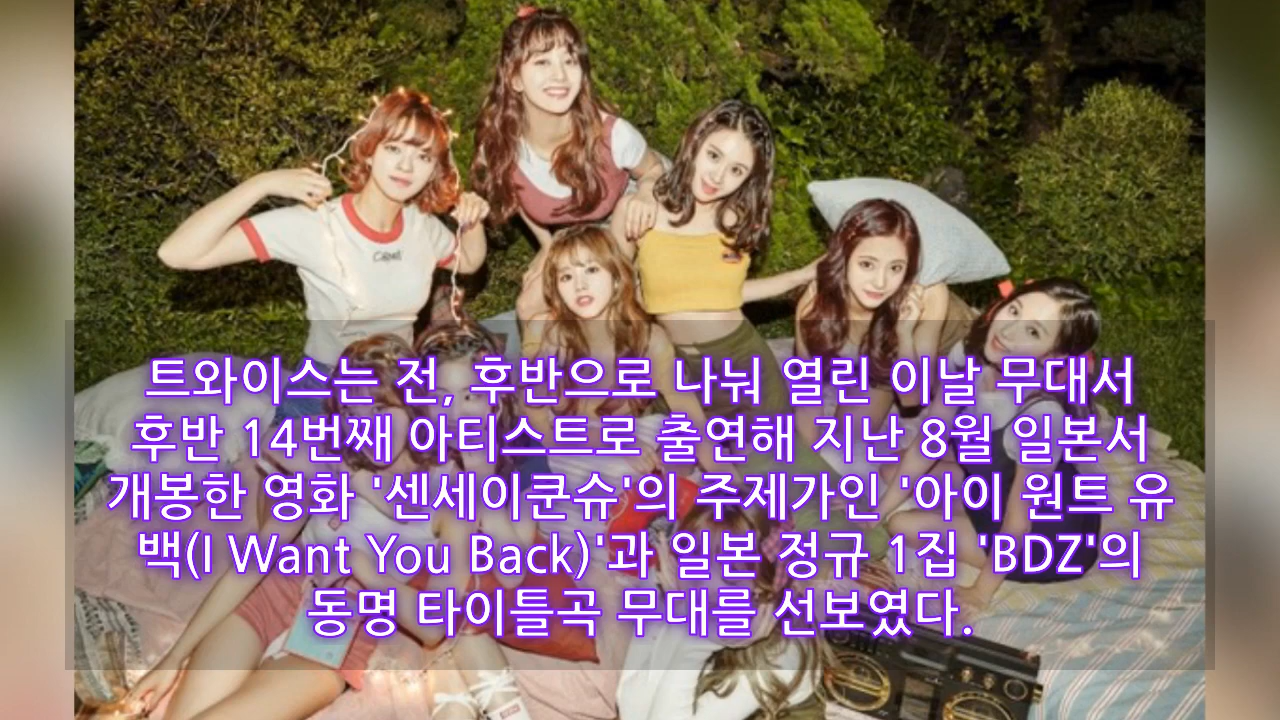 트와이스는 전, 후반으로 나눠 열린 이날 무대서
후반 14번째 아티스트로 출연해 지난 8월 일본서
개봉한 영화 '센세이쿤슈'의 주제가인 '아이 원트 유
백(I Want You Back)'과 일본 정규 1집 'BDZ'의
동명 타이틀곡 무대를 선보였다.